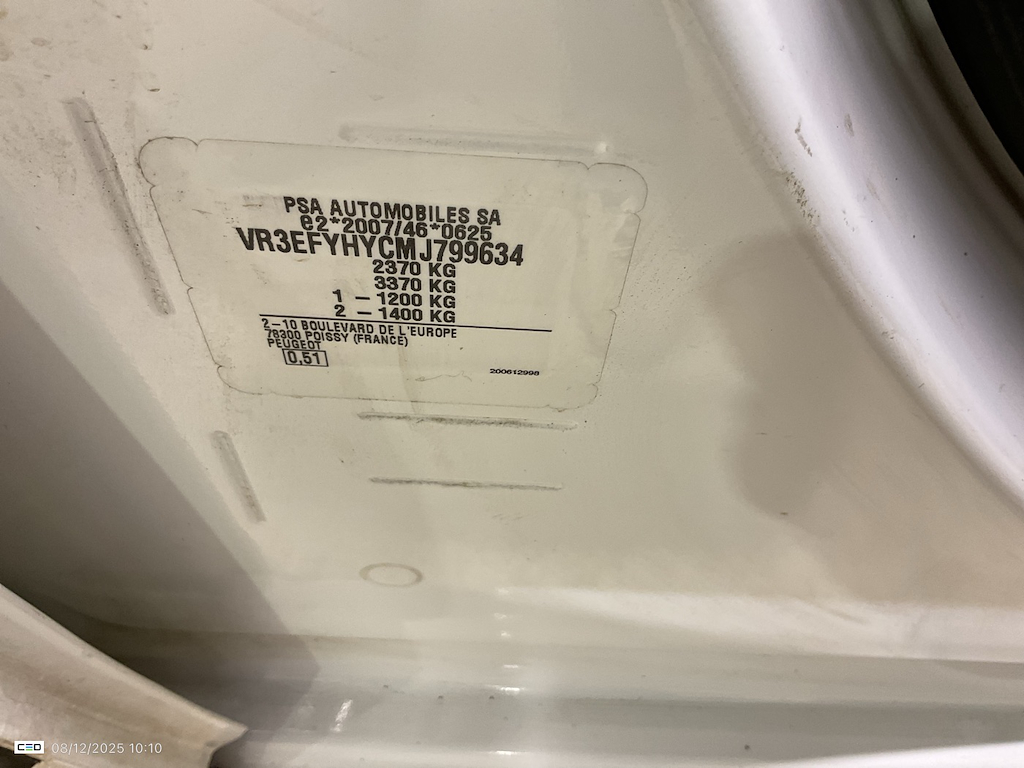 PSA AUTOMOBILES SA
e2*2007/46*0625
VR3EFYHYCMJ799634
2370 KG
3370 KG
1 – 1200 KG
2 – 1400 KG
2–10 BOULEVARD DE L'EUROPE
78300 POISSY (FRANCE)
PEUGEOT
0,51
200612998
CEO 08/12/2025 10:10